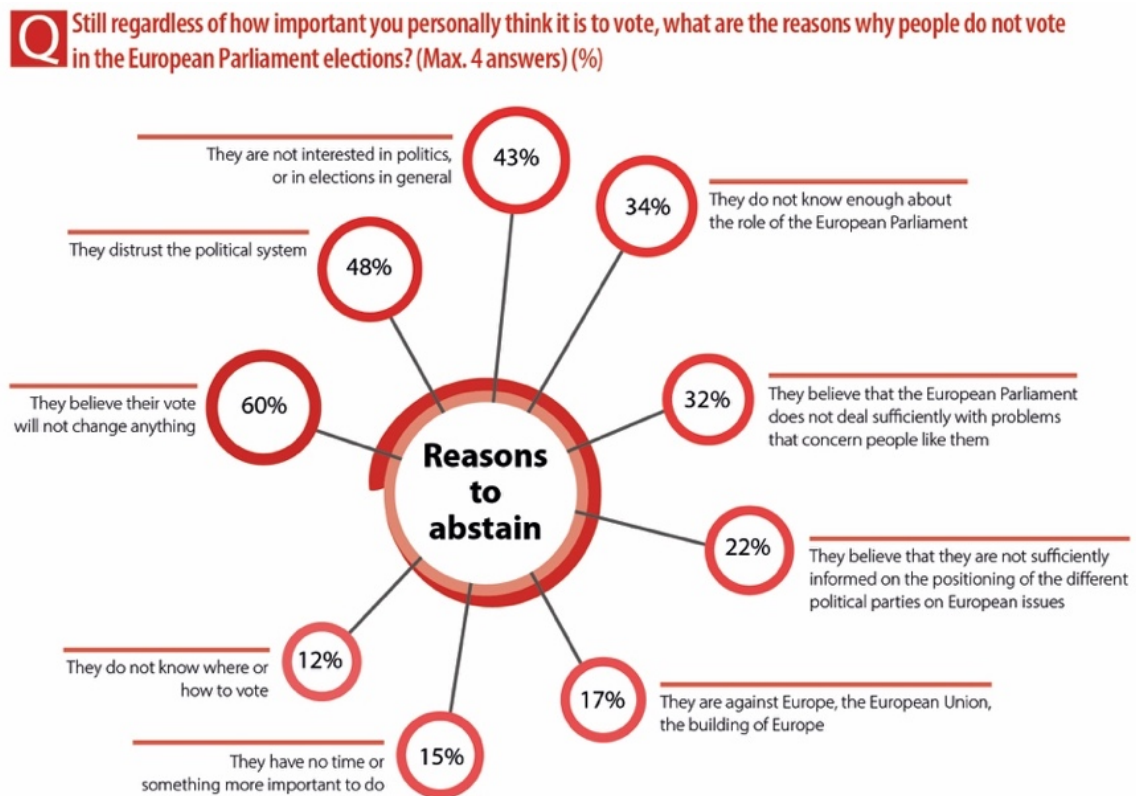 Q Still regardless of how important you personally think it is to vote, what are the reasons why people do not vote
in the European Parliament elections? (Max. 4 answers) (%)
43%
They are not interested in politics,
or in elections in general
34%
They do not know enough about
the role of the European Parliament
48%
They distrust the political system
60%
They believe their vote
will not change anything
32%
They believe that the European Parliament
does not deal sufficiently with problems
that concern people like them
Reasons
to
abstain
22%
They believe that they are not sufficiently
informed on the positioning of the different
political parties on European issues
12%
They do not know where or
how to vote
17%
They are against Europe, the European Union,
the building of Europe
15%
They have no time or
something more important to do